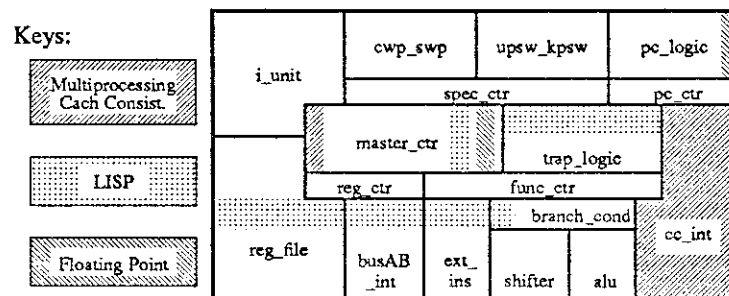 Keys:
Multiprocessing
Cach Consist.
LISP
Floating Point
i_unit
cwp_swp
upsw_kpsw
pc_logic
spec_ctr
pc_ctr
master_ctr
trap_logic
reg_ctr
func_ctr
branch_cond
reg_file
busAB
_int
ext_
ins
shifter
alu
cc_int